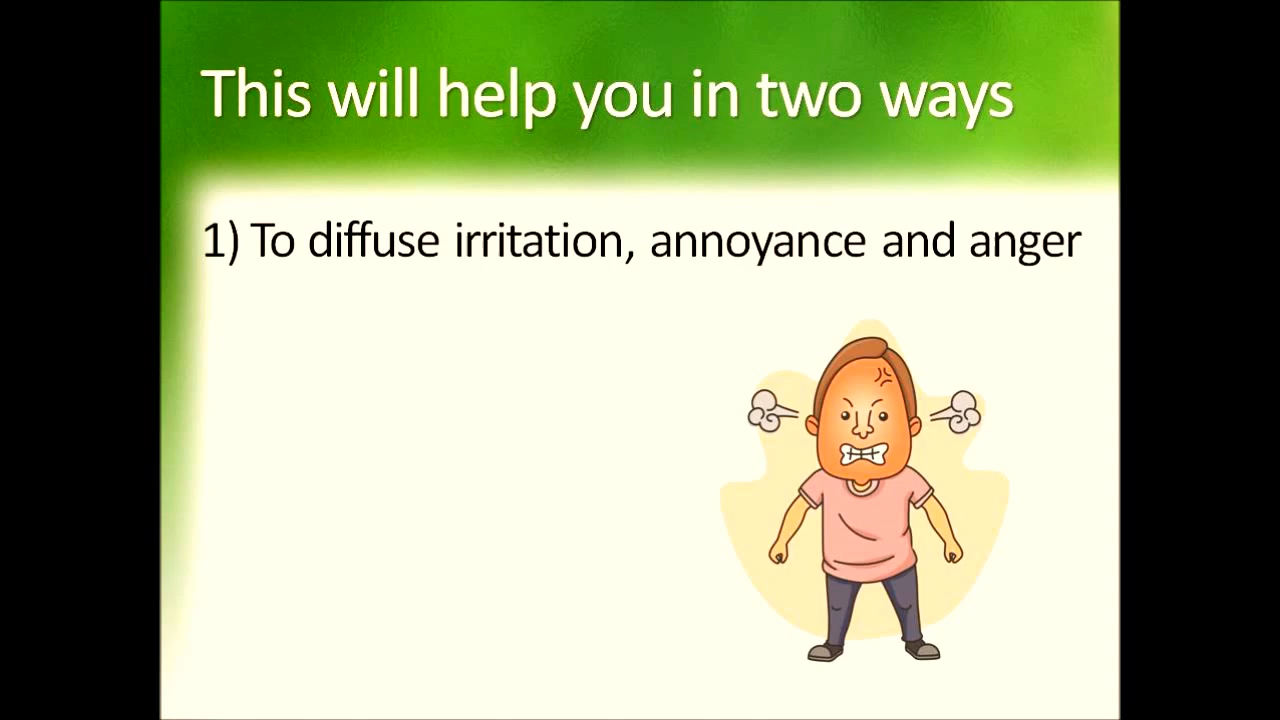 This will help you in two ways
1) To diffuse irritation, annoyance and anger